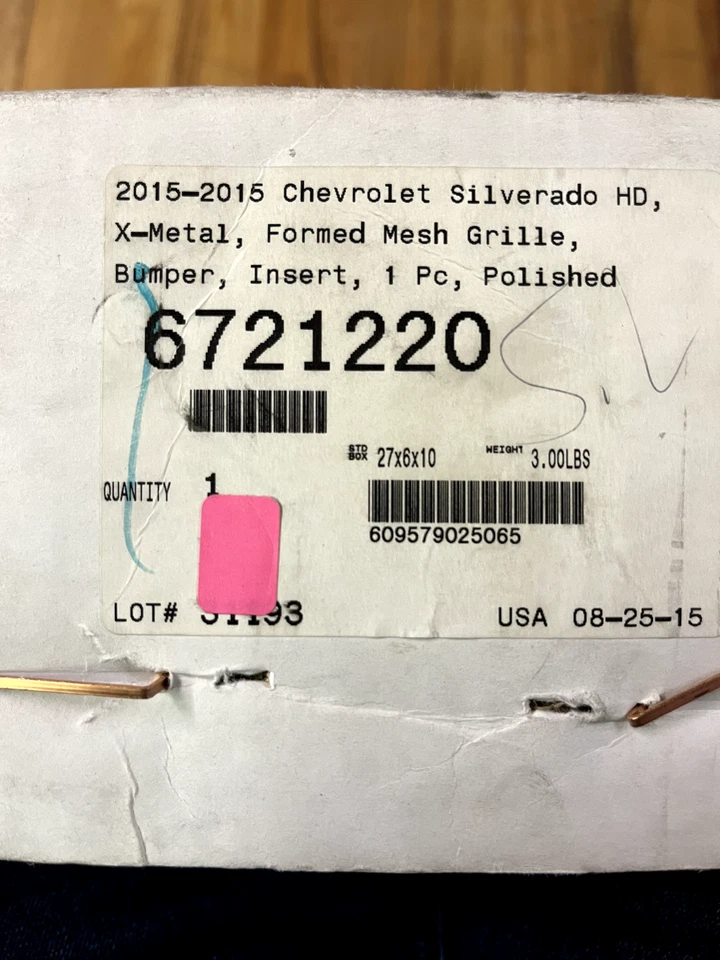 2015-2015 Chevrolet Silverado HD,
X-Metal, Formed Mesh Grille,
Bumper, Insert, 1 Pc, Polished
6721220
STD BOX 27x6x10 WEIGHT 3.00LBS
QUANTITY 1
609579025065
LOT# USA 08-25-15